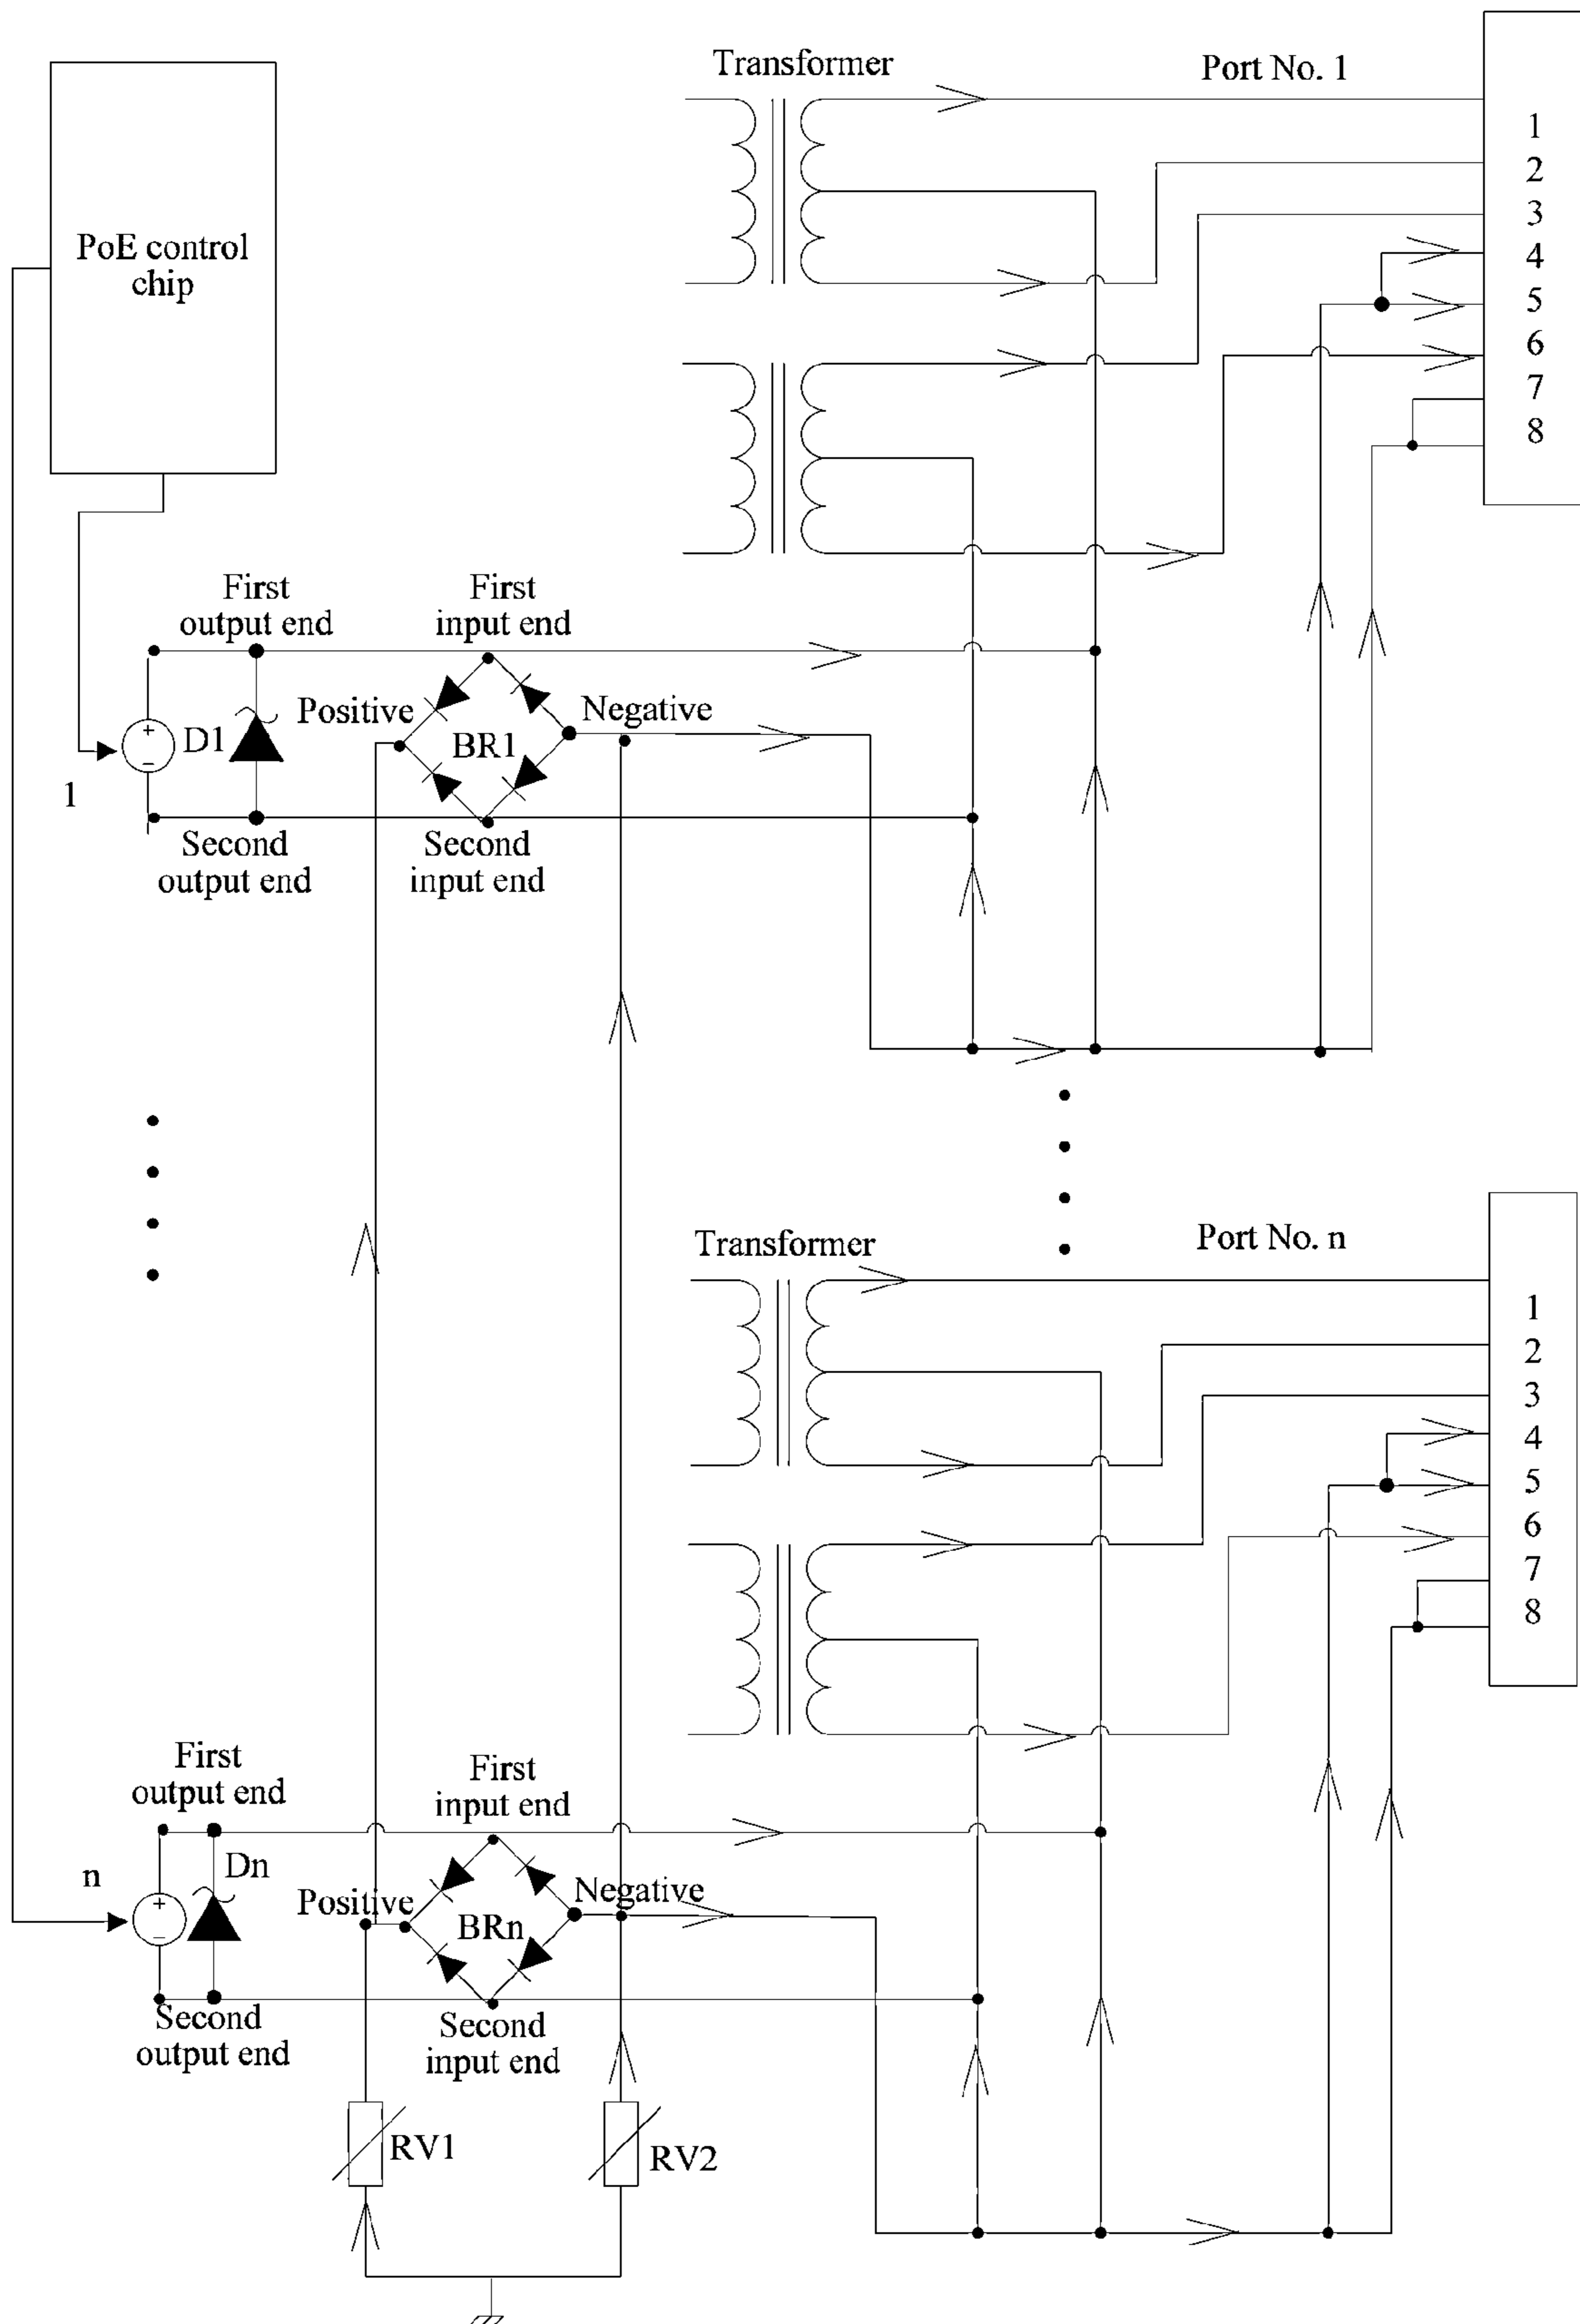 Transformer
Port No. 1
PoE control
chip
1
2
3
4
5
6
7
8
First
output end
First
input end
Positive
Negative
+
D1
BR1
−
1
Second
output end
Second
input end
Transformer
Port No. n
1
2
3
4
5
6
7
8
First
output end
First
input end
n
Dn
Positive
Negative
+
BRn
−
Second
output end
Second
input end
RV1
RV2